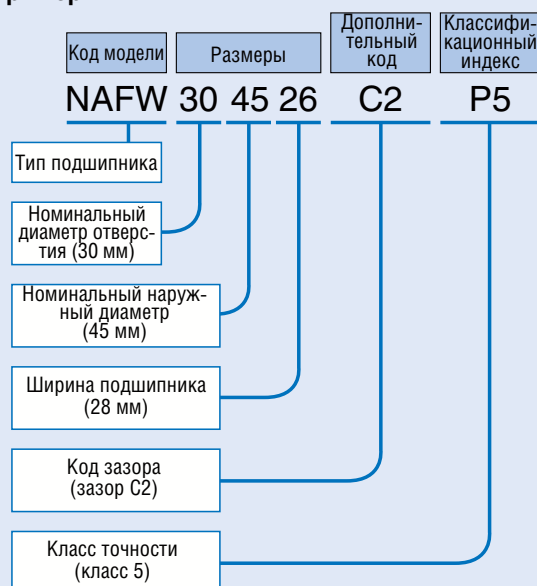 Код модели
Размеры
Дополни-
тельный
код
Классифи-
кационный
индекс
NAFW 30 45 26 C2 P5
Тип подшипника
Номинальный
диаметр отверс-
тия (30 мм)
Номинальный наруж-
ный диаметр
(45 мм)
Ширина подшипника
(28 мм)
Код зазора
(зазор C2)
Класс точности
(класс 5)